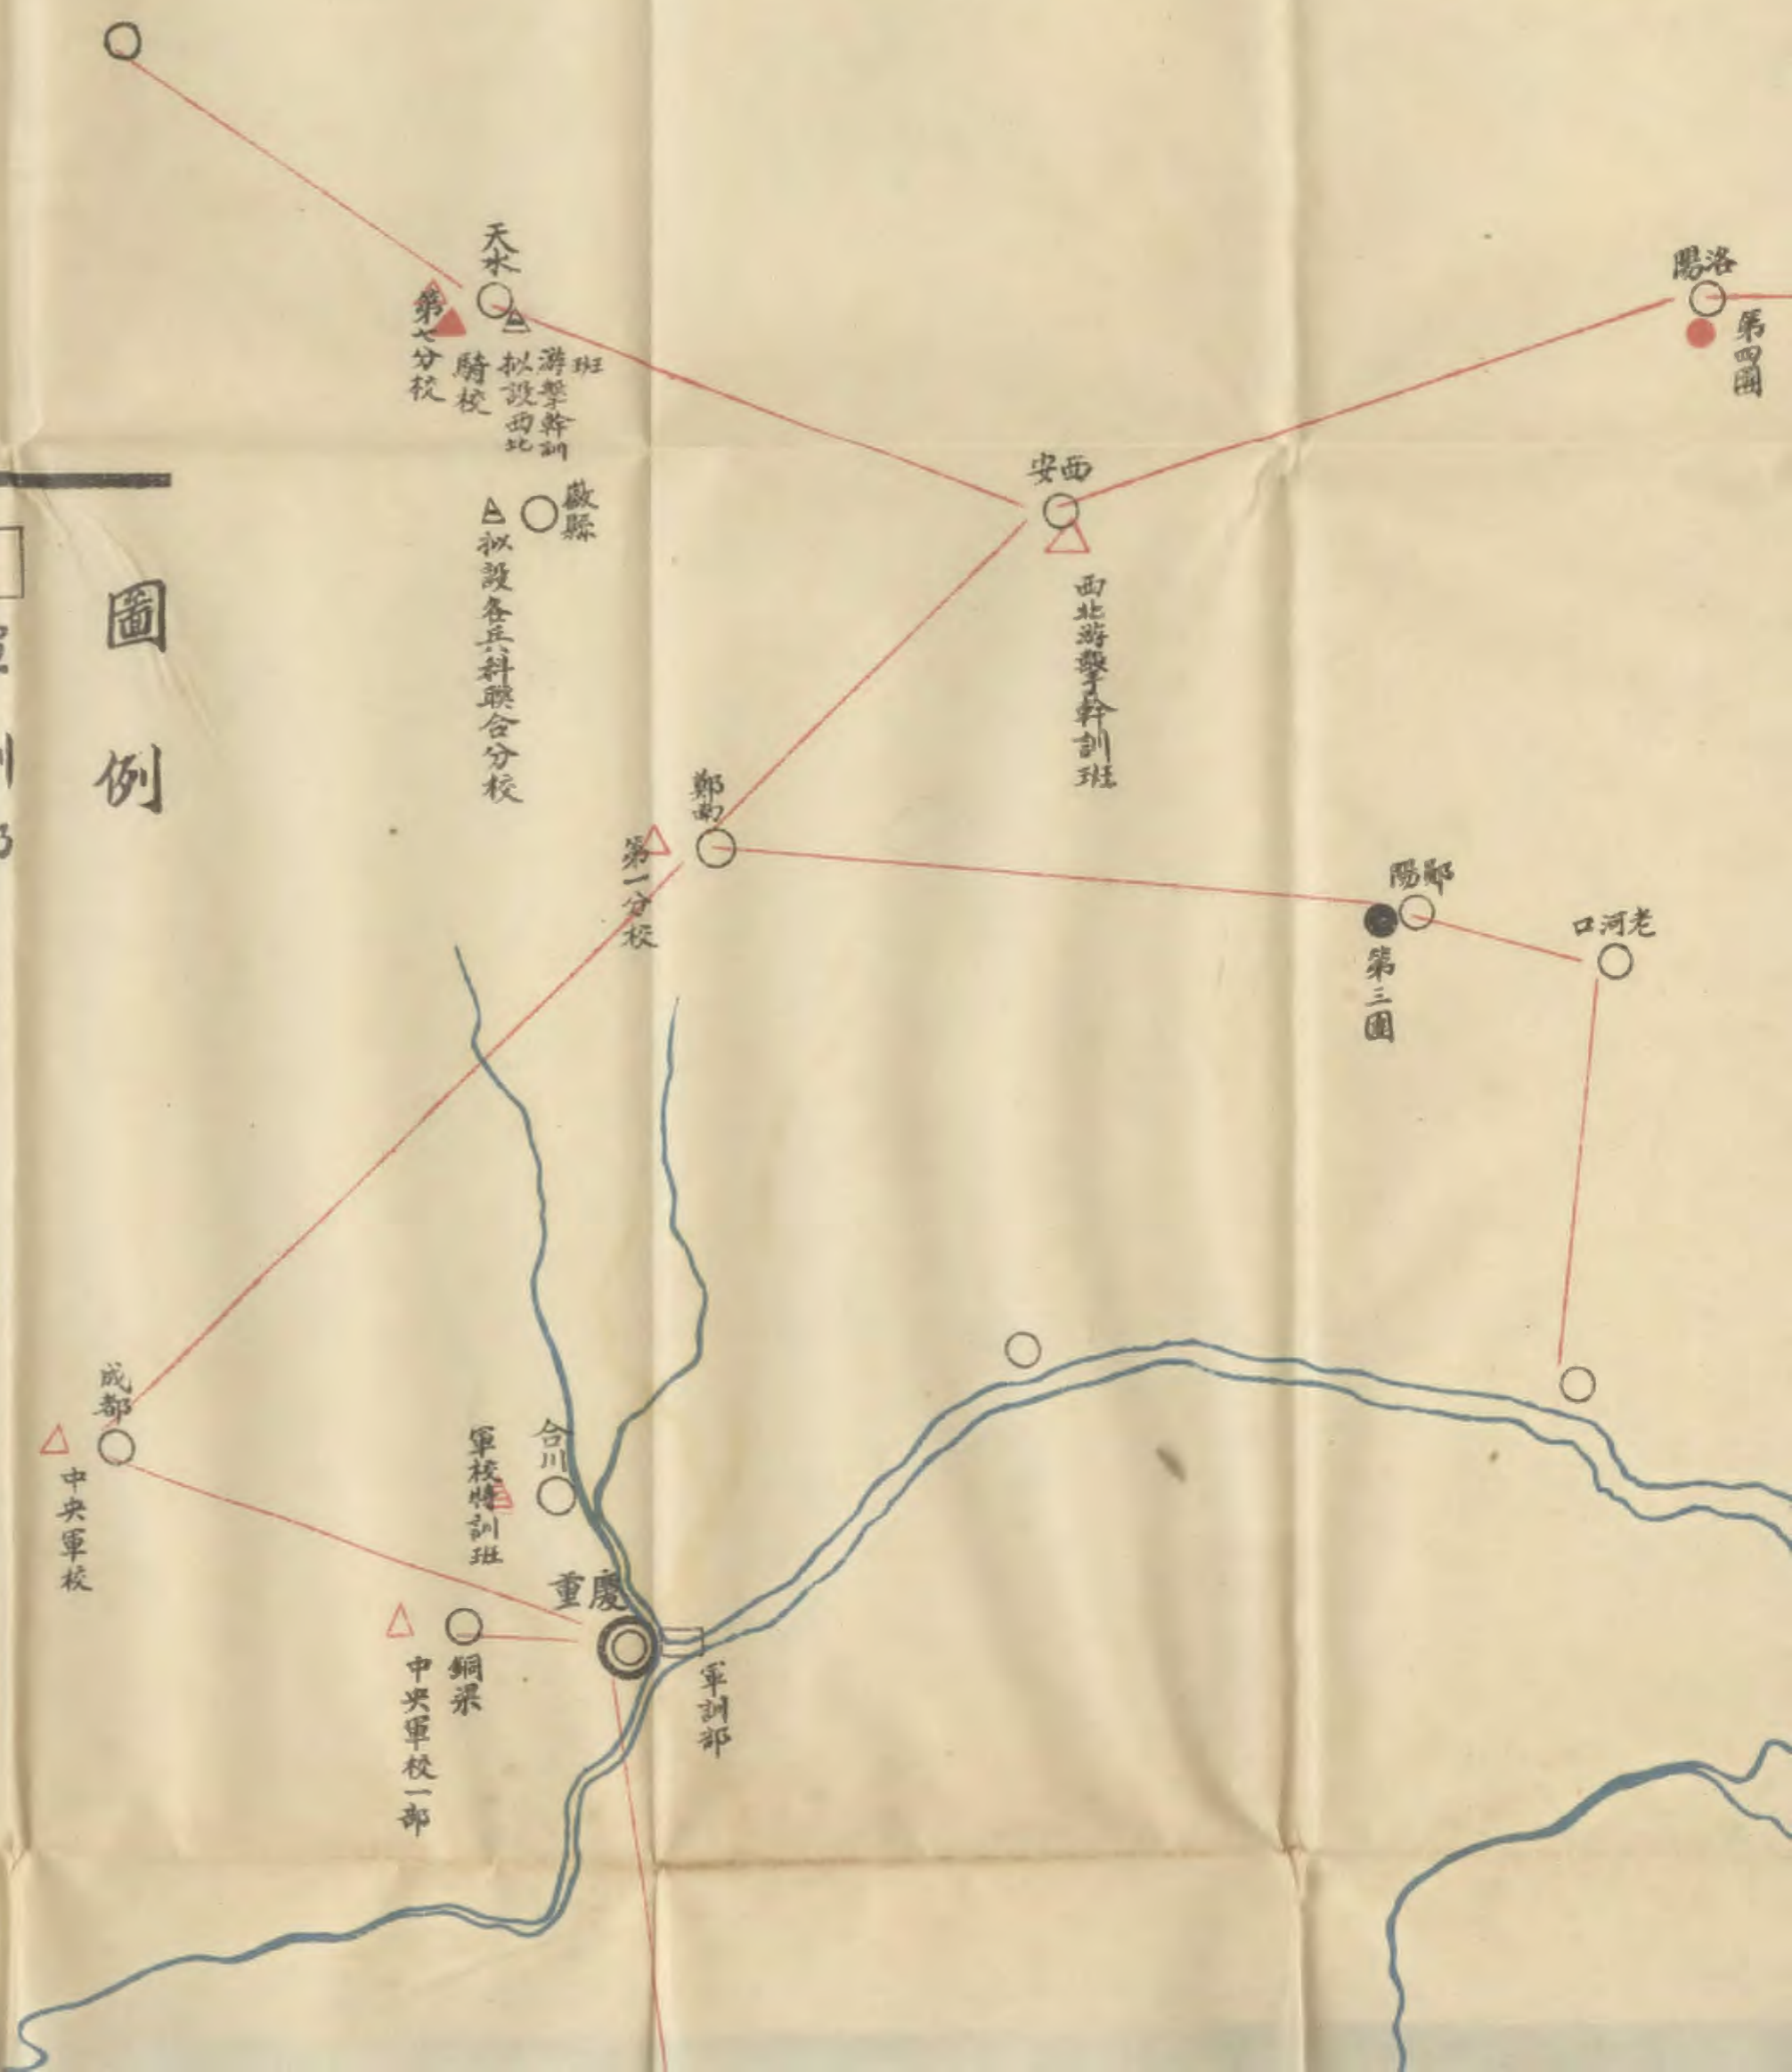 天水
第七分校
騎校
拟設西北
游擊幹訓
班
洛陽
第四團
西安
西北游擊幹訓班
徽縣
拟設各兵科聯合分校
圖例
南鄭
第一分校
鄖陽
第三團
老河口
成都
中央軍校
合川
軍校特訓班
重慶
軍訓部
銅梁
中央軍校一部